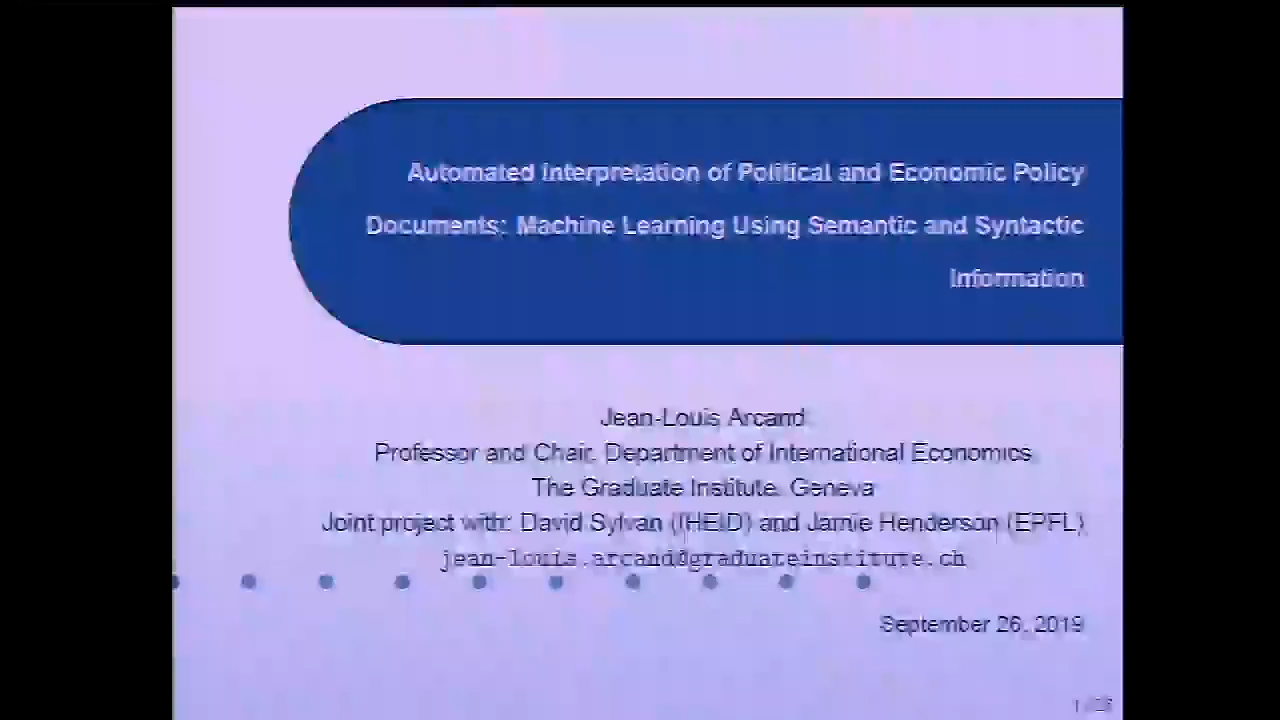 Automated Interpretation of Political and Economic Policy
Documents: Machine Learning Using Semantic and Syntactic
Information
Jean-Louis Arcand
Professor and Chair, Department of International Economics
The Graduate Institute, Geneva
Joint project with: David Sylvan (IHEID) and Jamie Henderson (EPFL)
jean-louis.arcand@graduateinstitute.ch
September 26, 2019